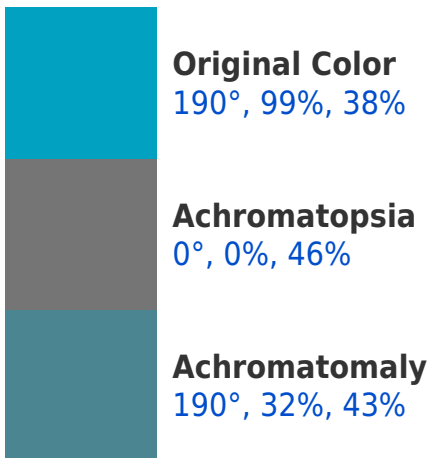 Original Color
190°, 99%, 38%
Achromatopsia
0°, 0%, 46%
Achromatomaly
190°, 32%, 43%